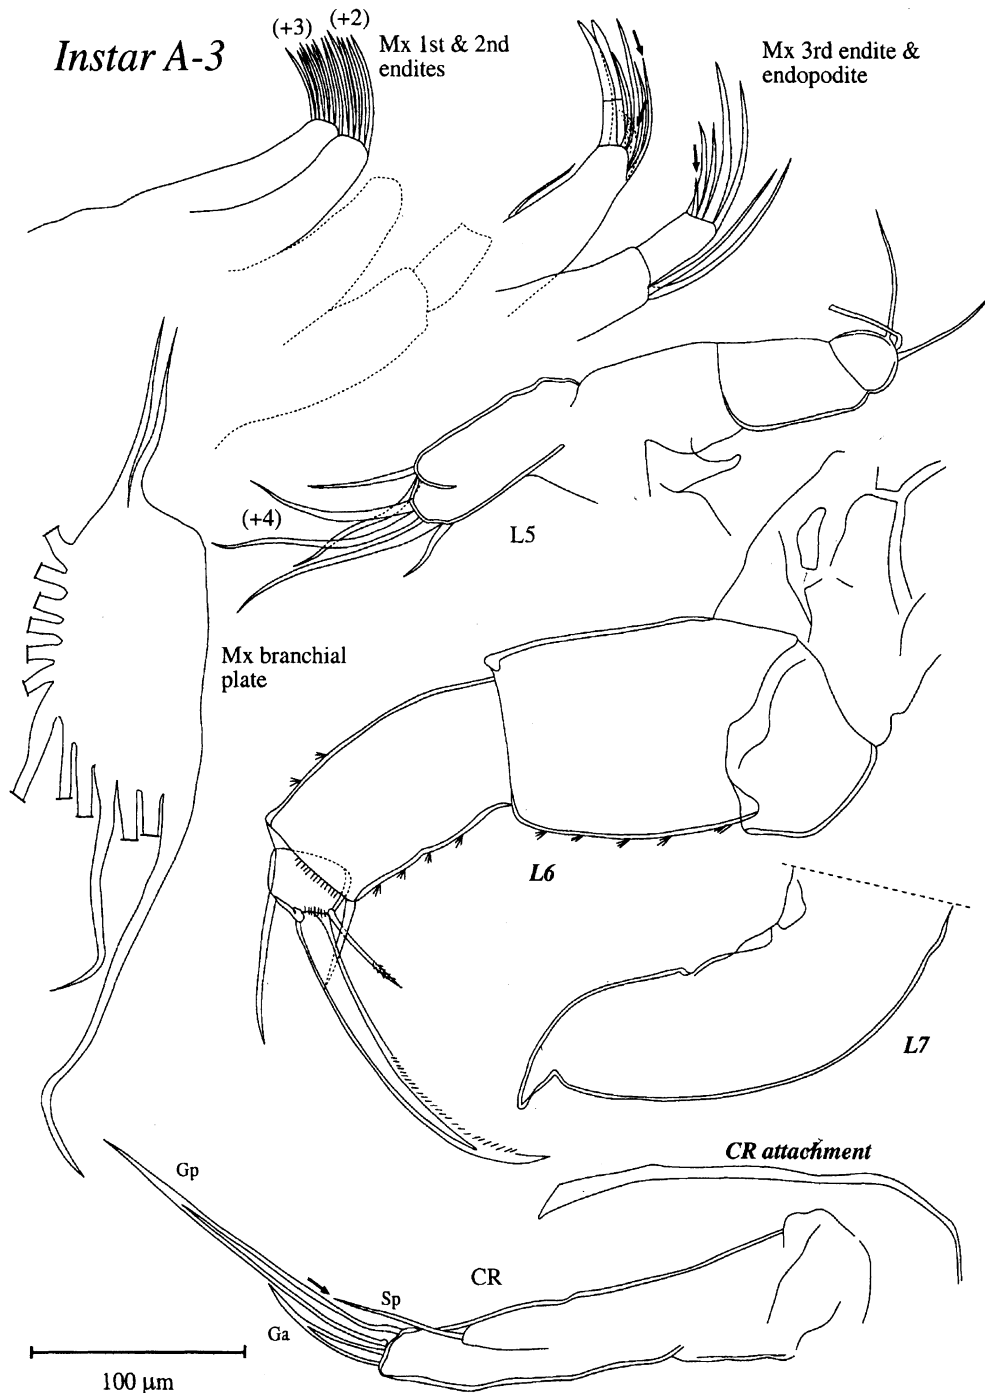 Instar A-3
(+3)
(+2)
Mx 1st & 2nd
endites
Mx 3rd endite &
endopodite
(+4)
L5
Mx branchial
plate
L6
L7
CR attachment
Gp
CR
Sp
Ga
100 µm